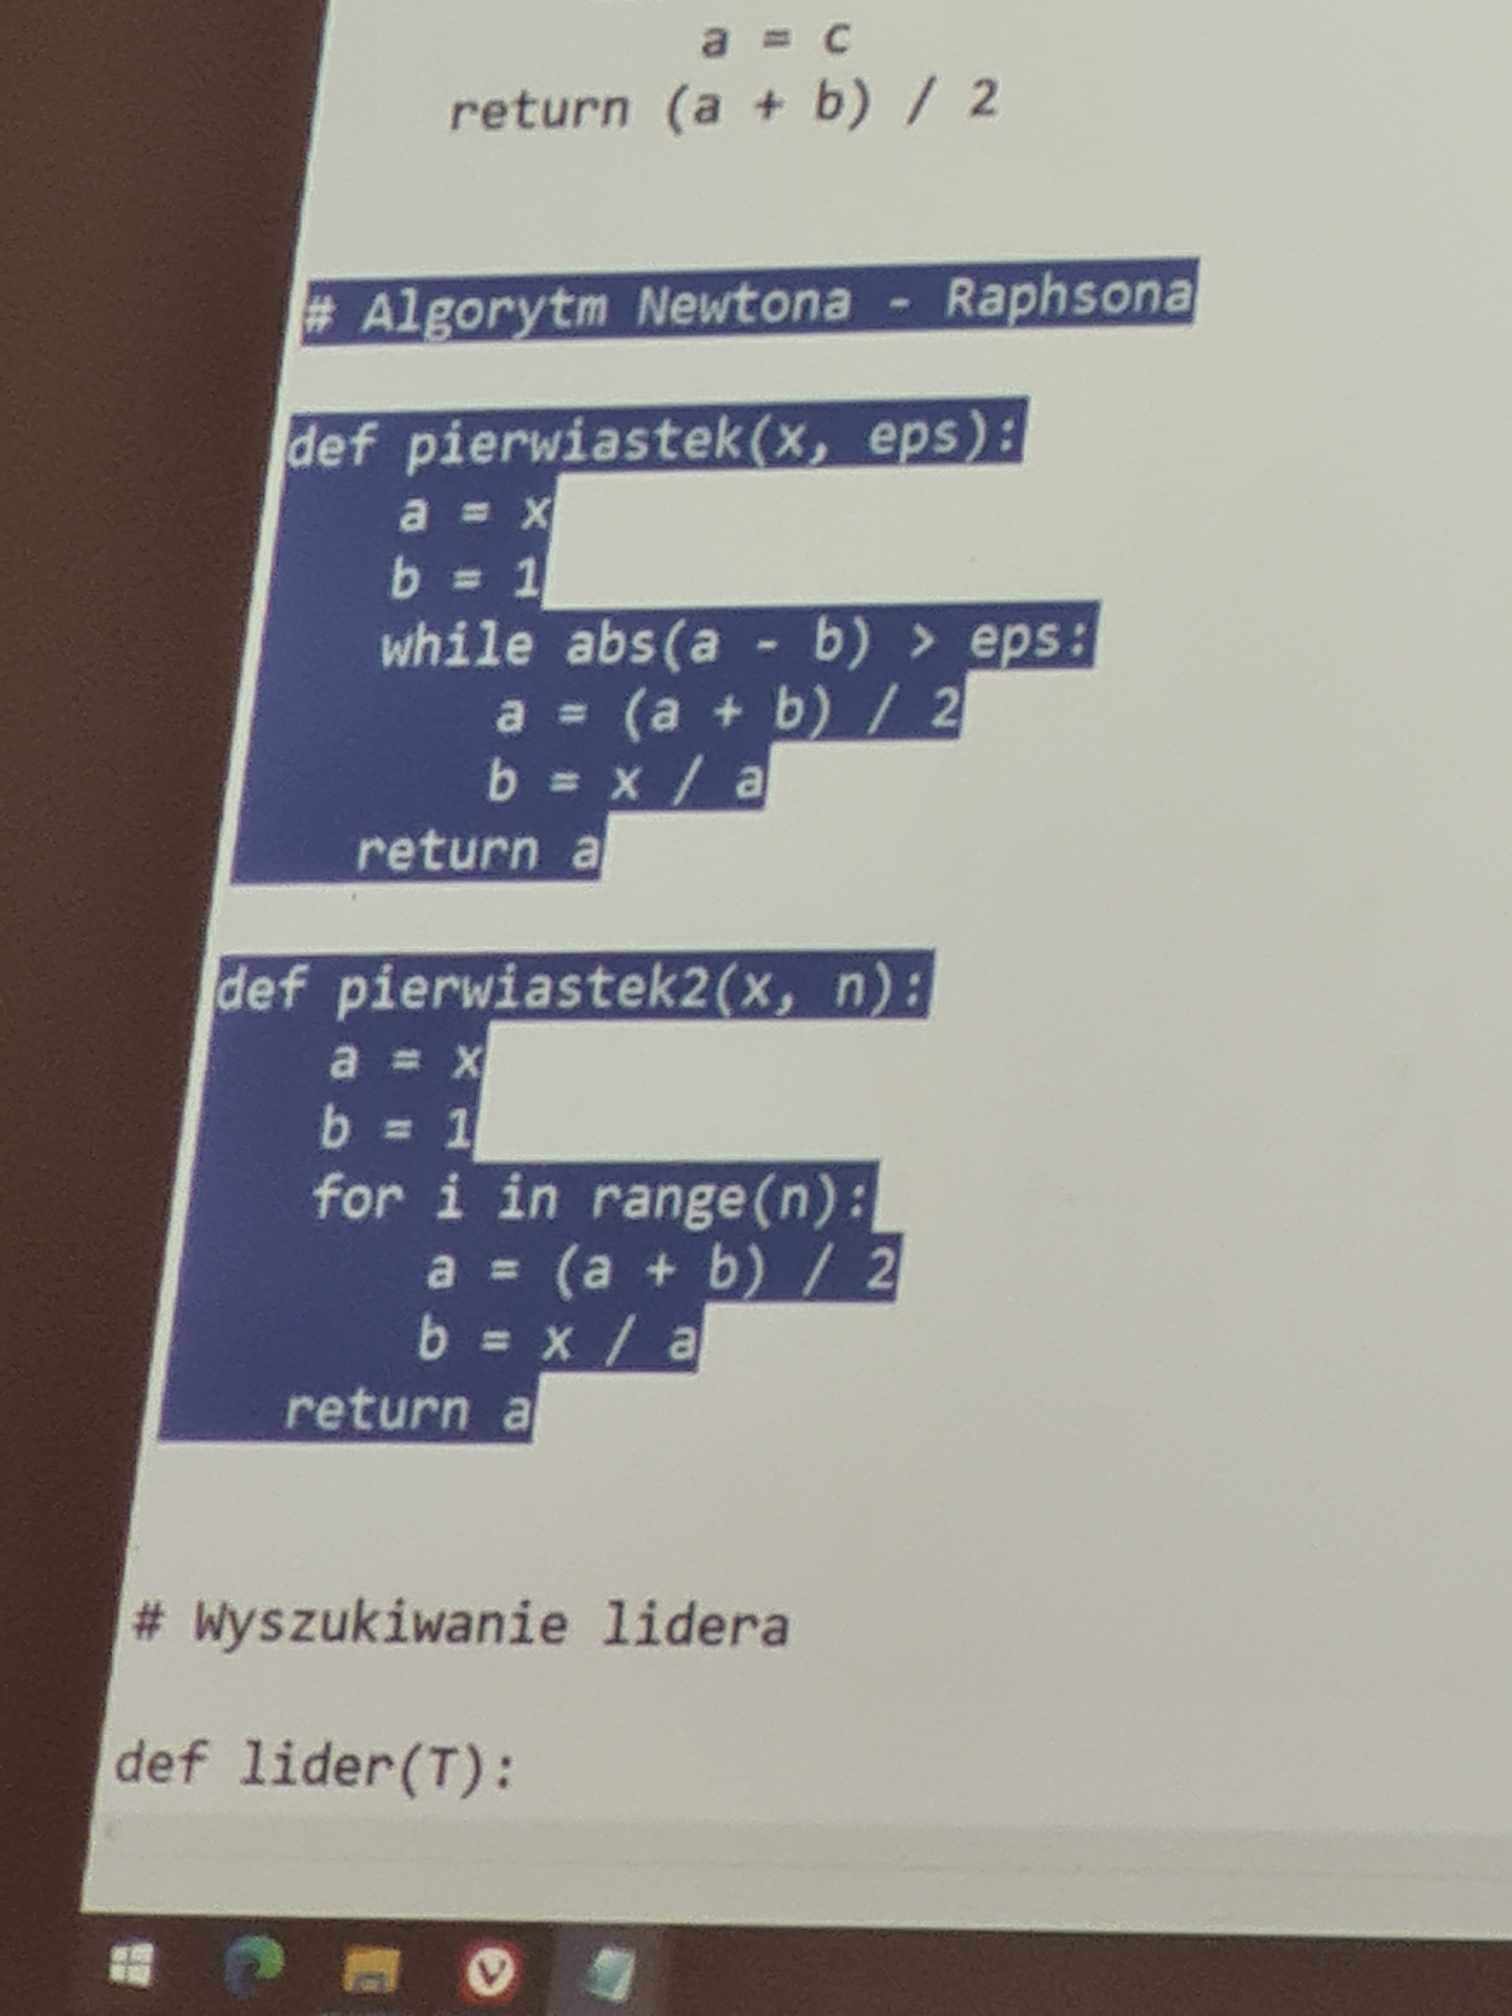 a = c
    return (a + b) / 2
# Algorytm Newtona - Raphsona
def pierwiastek(x, eps):
    a = x
    b = 1
    while abs(a - b) > eps:
        a = (a + b) / 2
        b = x / a
    return a
def pierwiastek2(x, n):
    a = x
    b = 1
    for i in range(n):
        a = (a + b) / 2
        b = x / a
    return a
# Wyszukiwanie lidera
def lider(T):